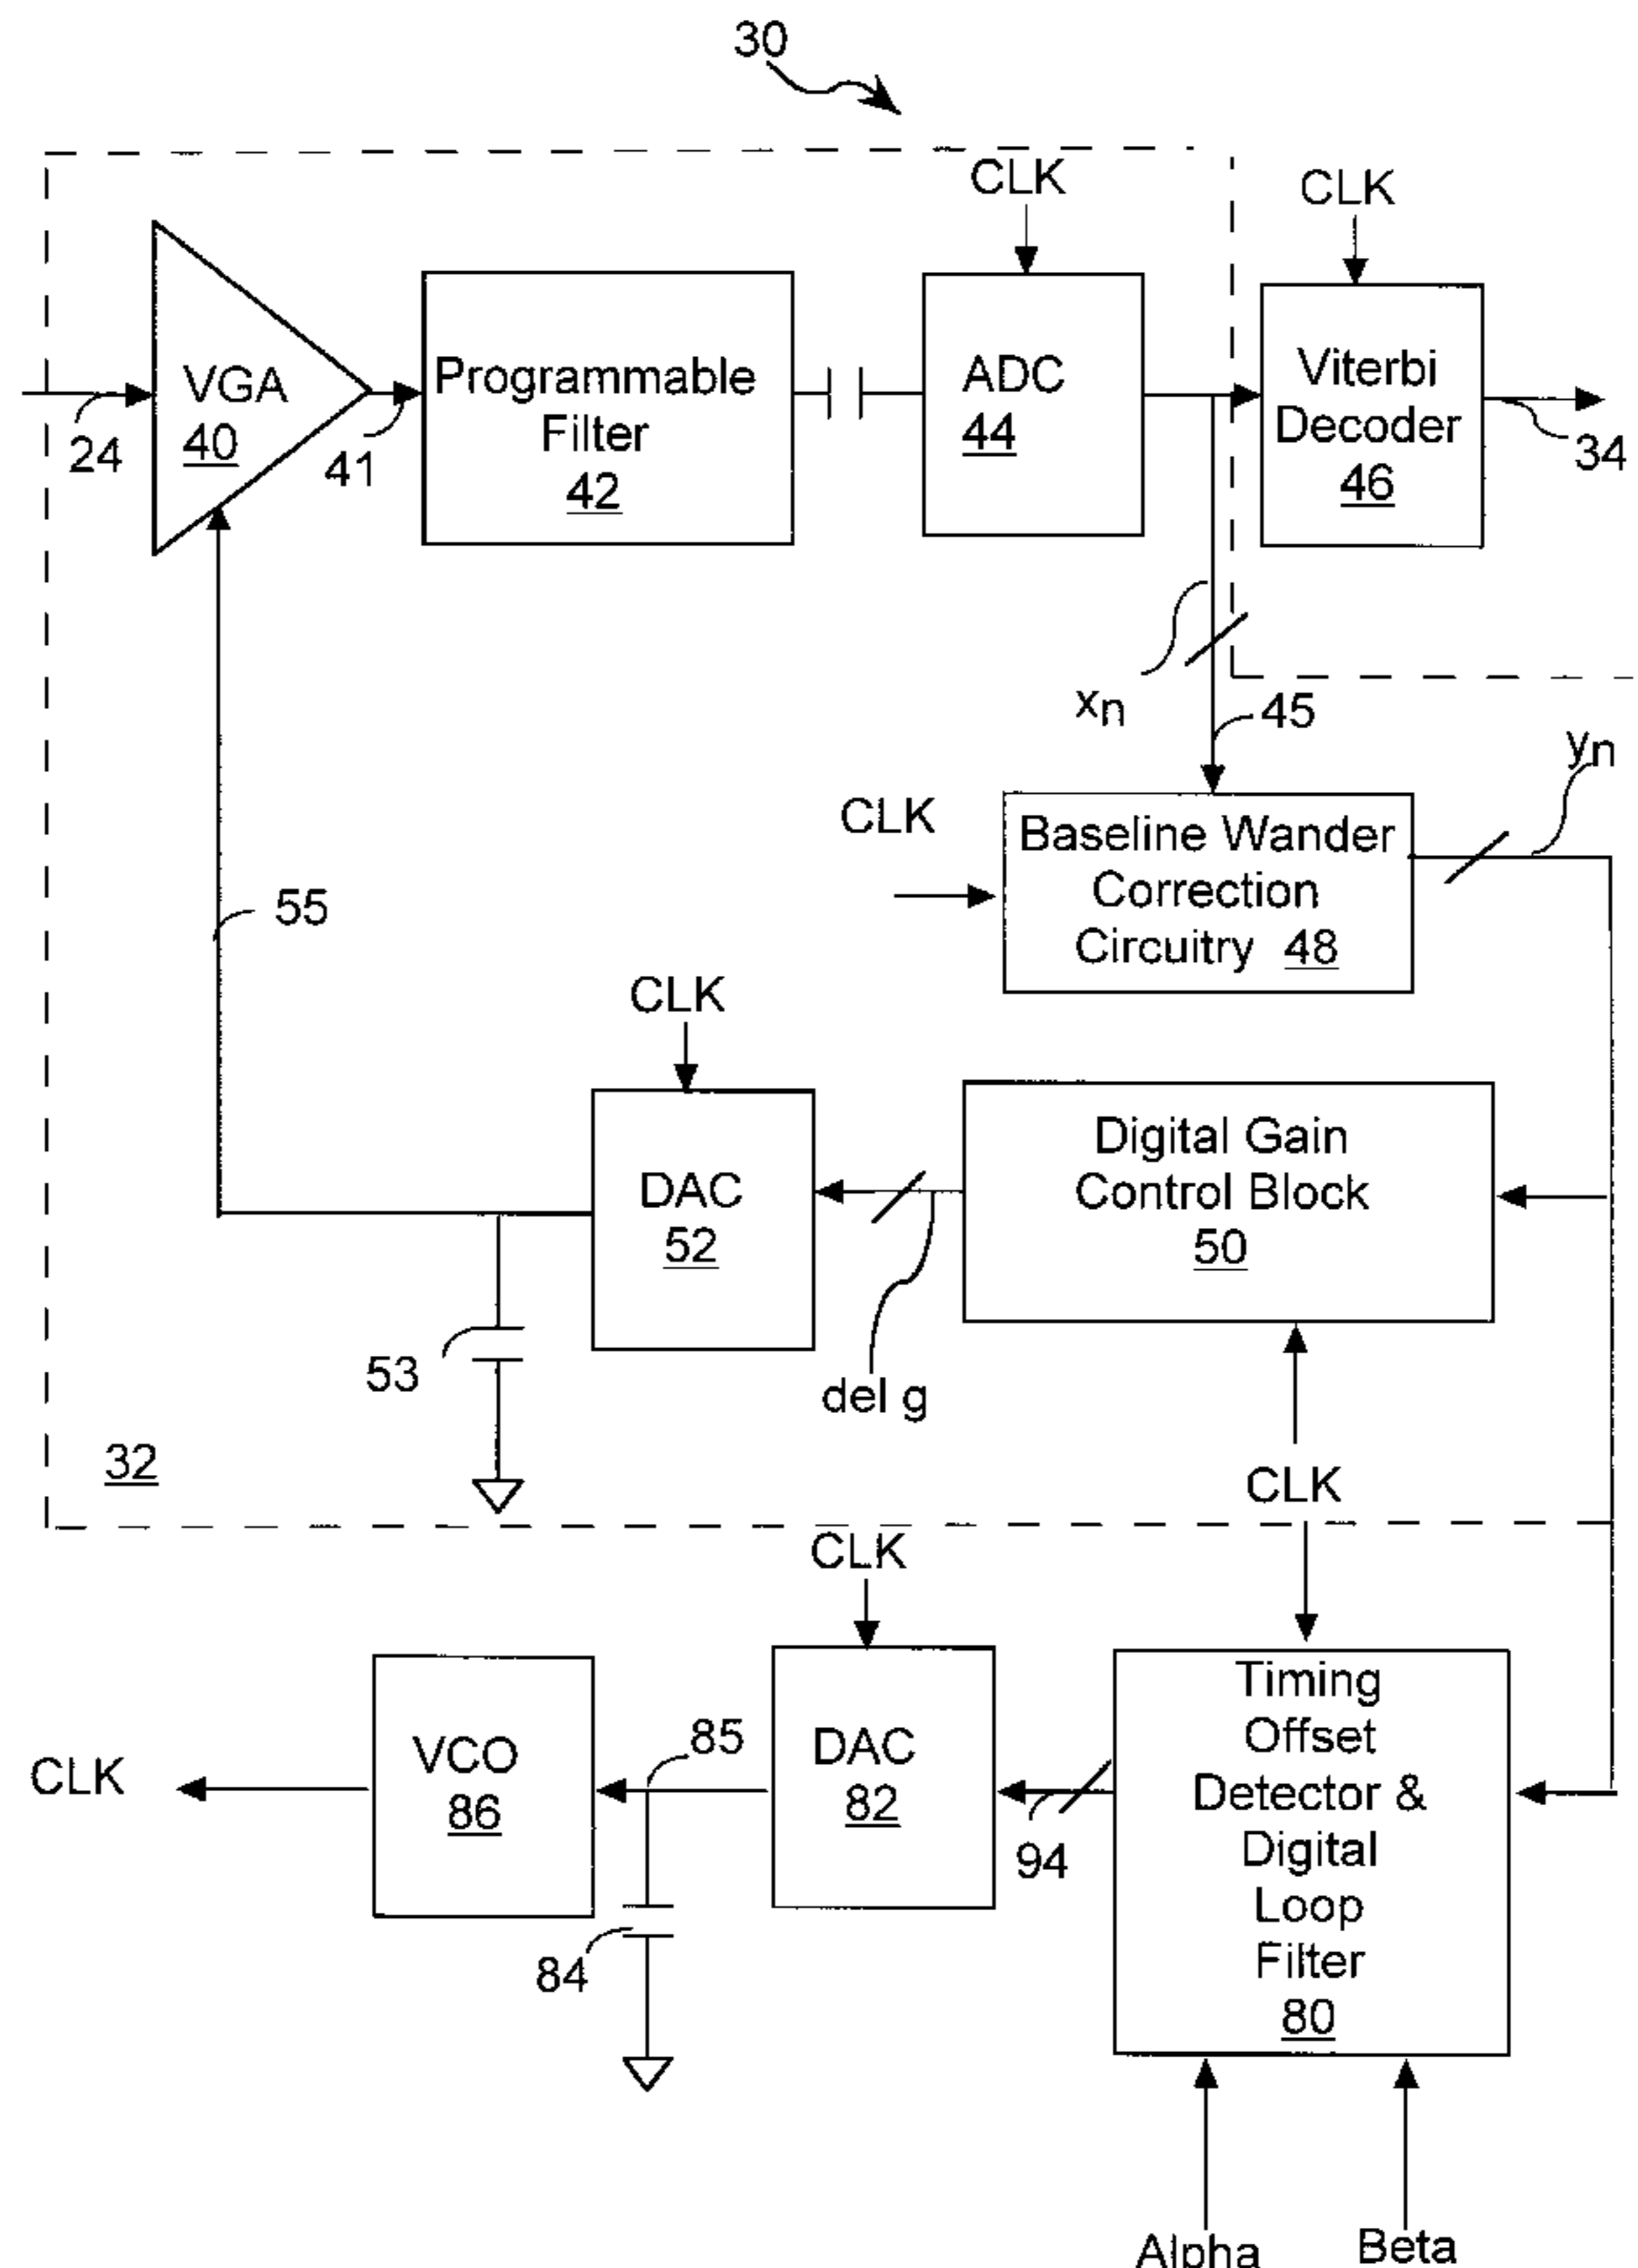 30
CLK
CLK
VGA
40
24
41
Programmable
Filter
42
ADC
44
Viterbi
Decoder
46
34
xn
45
yn
CLK
Baseline Wander
Correction
Circuitry 48
55
CLK
DAC
52
Digital Gain
Control Block
50
53
del g
32
CLK
CLK
CLK
VCO
86
85
84
DAC
82
94
Timing
Offset
Detector &
Digital
Loop
Filter
80
Alpha
Beta